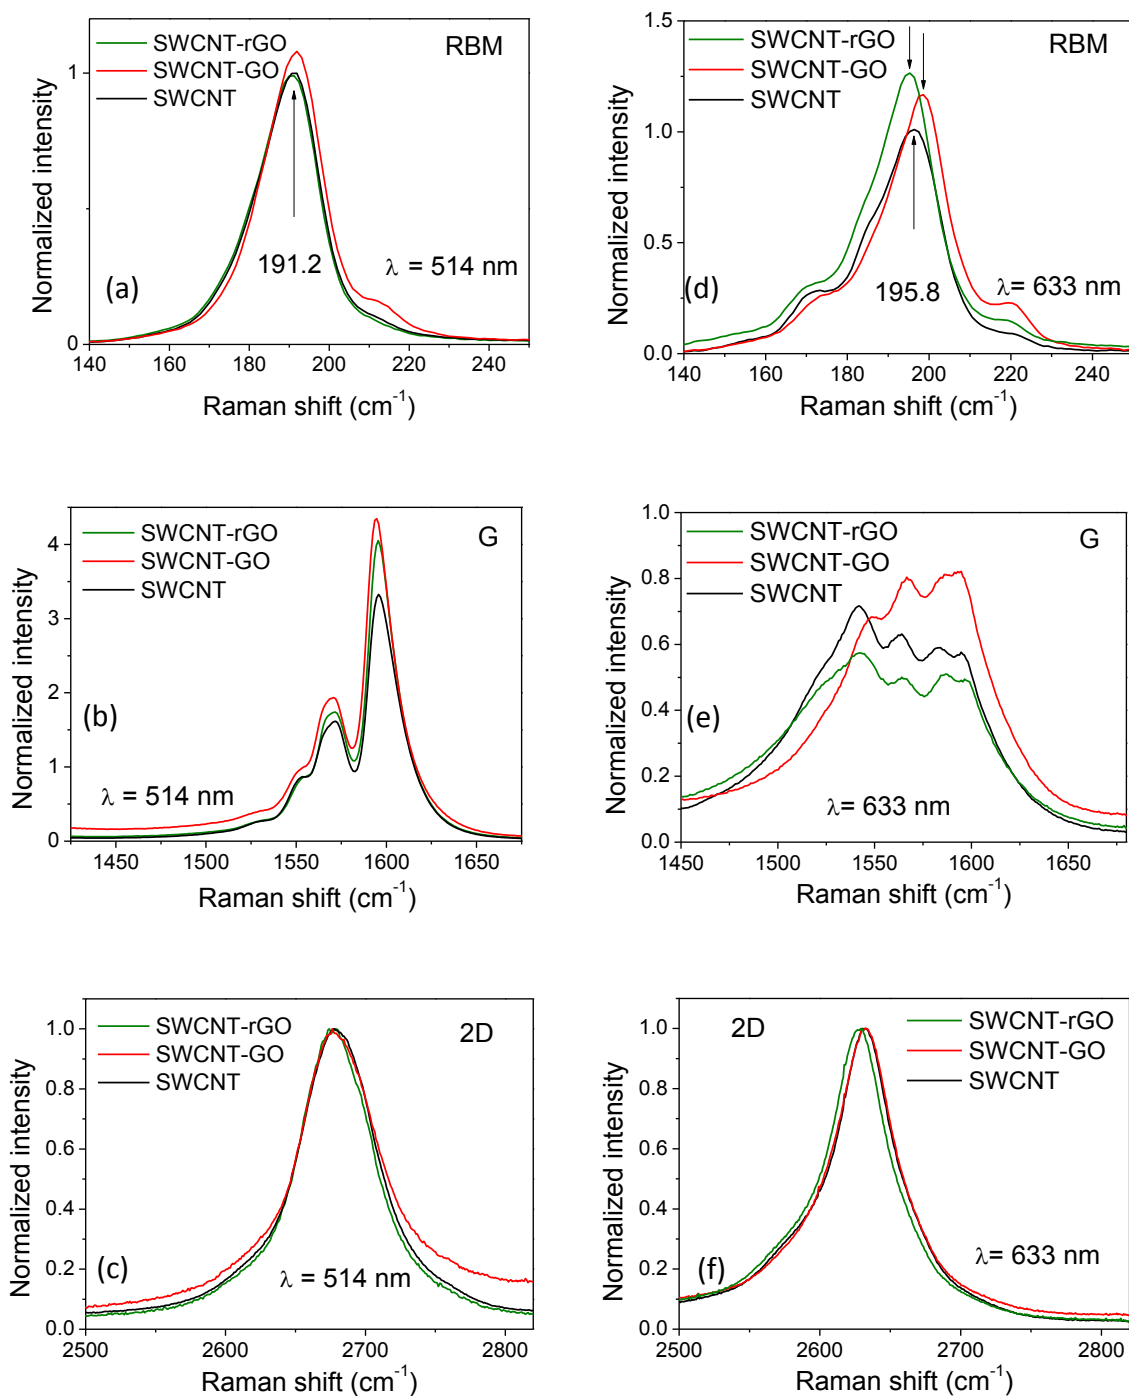 SWCNT-rGO
SWCNT-GO
SWCNT
RBM
(a)
191.2
λ = 514 nm
Normalized intensity
0
1
140 160 180 200 220 240
Raman shift (cm-1)
SWCNT-rGO
SWCNT-GO
SWCNT
RBM
(d)
195.8
λ= 633 nm
Normalized intensity
0.0
0.5
1.0
1.5
140 160 180 200 220 240
Raman shift (cm-1)
SWCNT-rGO
SWCNT-GO
SWCNT
G
(b)
λ = 514 nm
Normalized intensity
0
1
2
3
4
1450 1500 1550 1600 1650
Raman shift (cm-1)
SWCNT-rGO
SWCNT-GO
SWCNT
G
(e)
λ= 633 nm
Normalized intensity
0.0
0.2
0.4
0.6
0.8
1.0
1450 1500 1550 1600 1650
Raman shift (cm-1)
SWCNT-rGO
SWCNT-GO
SWCNT
2D
(c)
λ = 514 nm
Normalized intensity
0.0
0.2
0.4
0.6
0.8
1.0
2500 2600 2700 2800
Raman shift (cm-1)
2D
SWCNT-rGO
SWCNT-GO
SWCNT
(f)
λ= 633 nm
Normalized intensity
0.0
0.2
0.4
0.6
0.8
1.0
2500 2600 2700 2800
Raman shift (cm-1)